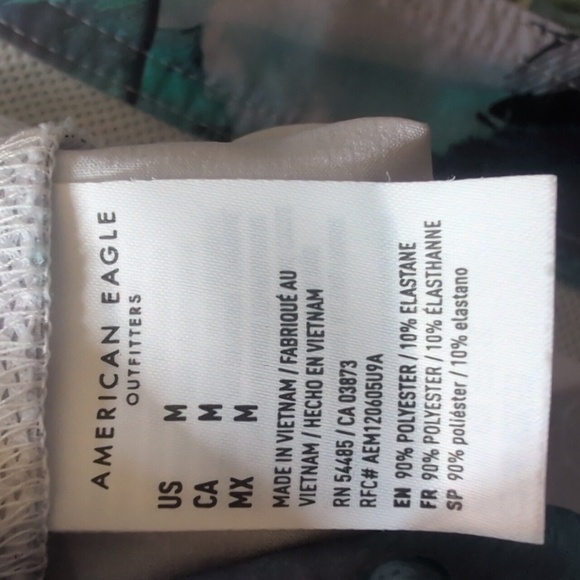 AMERICAN EAGLE
OUTFITTERS
US M
CA M
MX M
MADE IN VIETNAM / FABRIQUÉ AU
VIETNAM / HECHO EN VIETNAM
RN 54485 / CA 03873
RFC# AEM120605U9A
EN 90% POLYESTER / 10% ELASTANE
FR 90% POLYESTER / 10% ÉLASTHANNE
SP 90% poliéster / 10% elastano